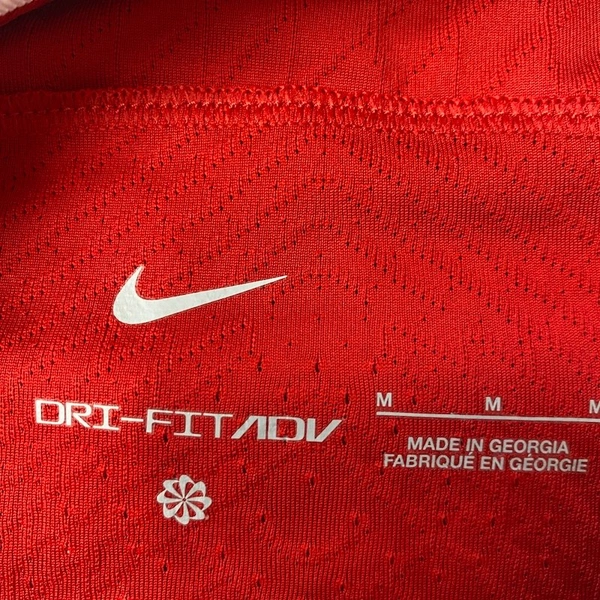 DRI-FIT ADV
M M M
MADE IN GEORGIA
FABRIQUÉ EN GÉORGIE